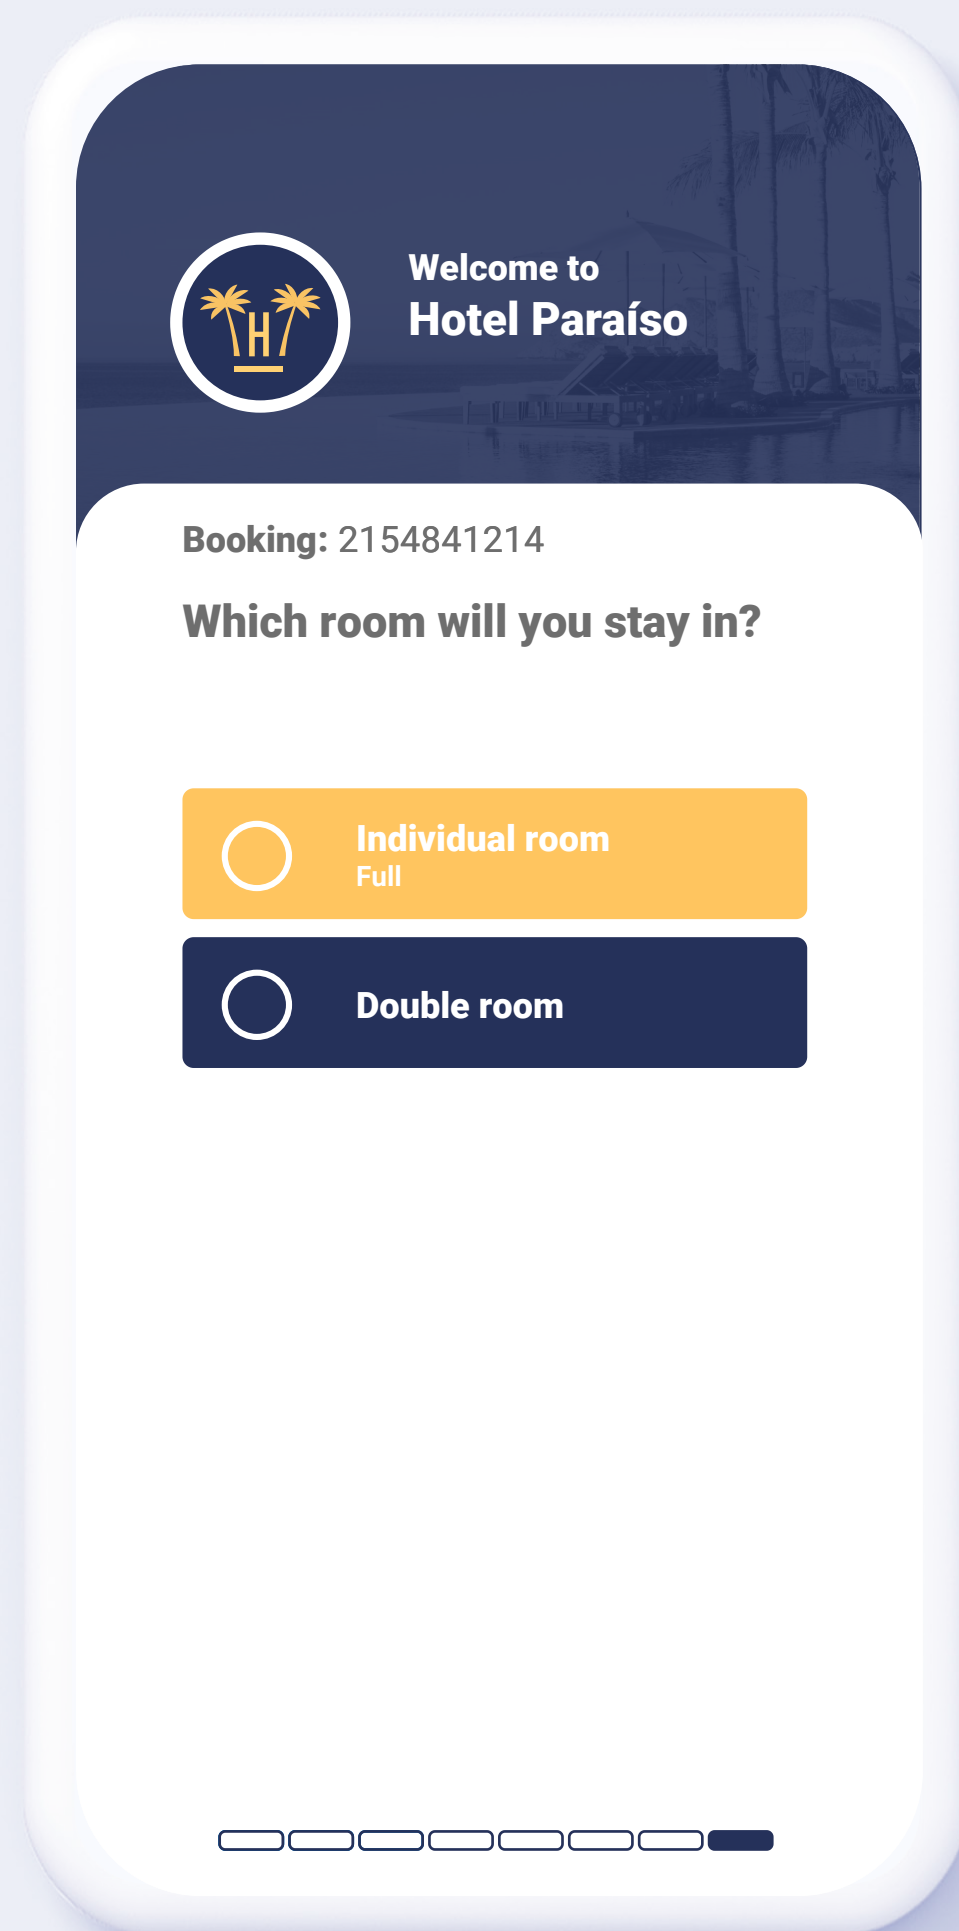 H
Welcome to
Hotel Paraíso
Booking: 2154841214
Which room will you stay in?
Individual room
Full
Double room